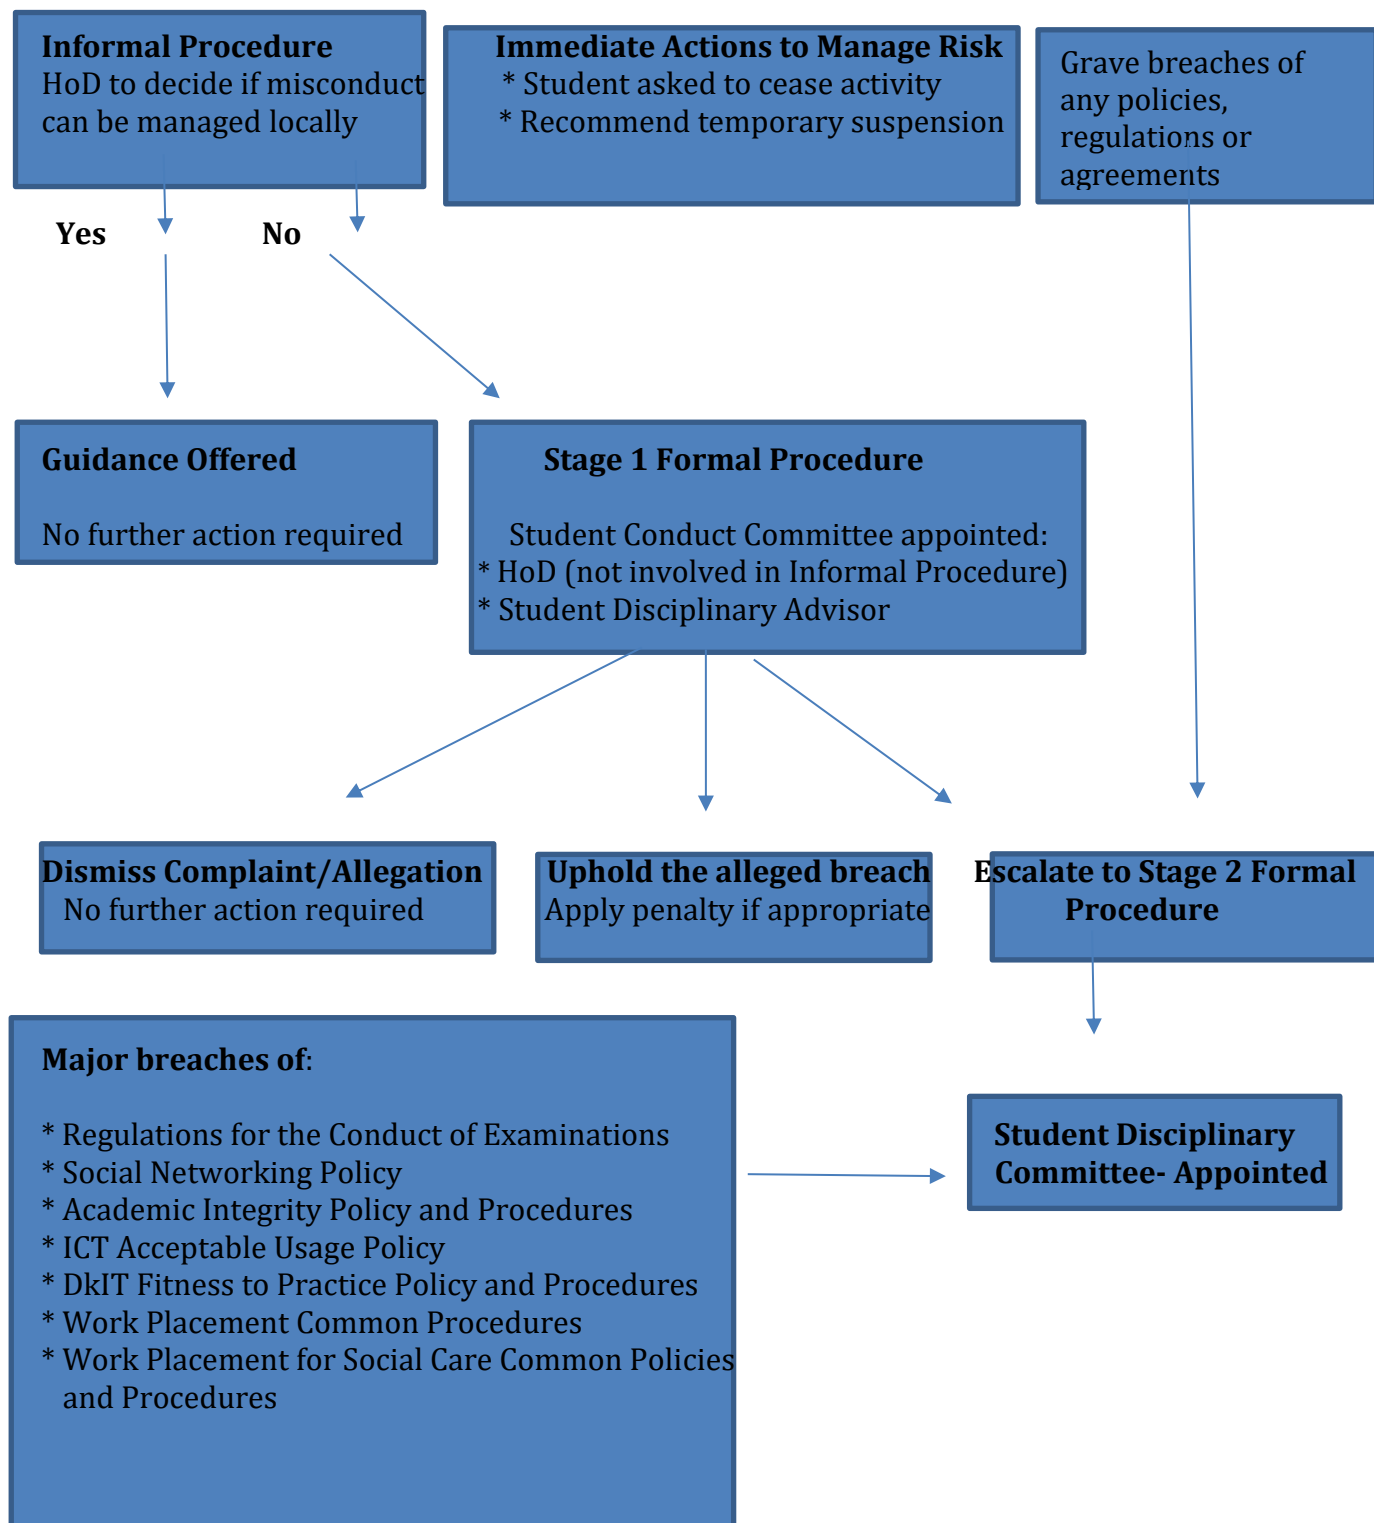 Informal Procedure
HoD to decide if misconduct
can be managed locally
Immediate Actions to Manage Risk
* Student asked to cease activity
* Recommend temporary suspension
Grave breaches of
any policies,
regulations or
agreements
Yes
No
Guidance Offered
No further action required
Stage 1 Formal Procedure
Student Conduct Committee appointed:
* HoD (not involved in Informal Procedure)
* Student Disciplinary Advisor
Dismiss Complaint/Allegation
No further action required
Uphold the alleged breach
Apply penalty if appropriate
Escalate to Stage 2 Formal
Procedure
Major breaches of:
* Regulations for the Conduct of Examinations
* Social Networking Policy
* Academic Integrity Policy and Procedures
* ICT Acceptable Usage Policy
* DkIT Fitness to Practice Policy and Procedures
* Work Placement Common Procedures
* Work Placement for Social Care Common Policies
and Procedures
Student Disciplinary
Committee- Appointed